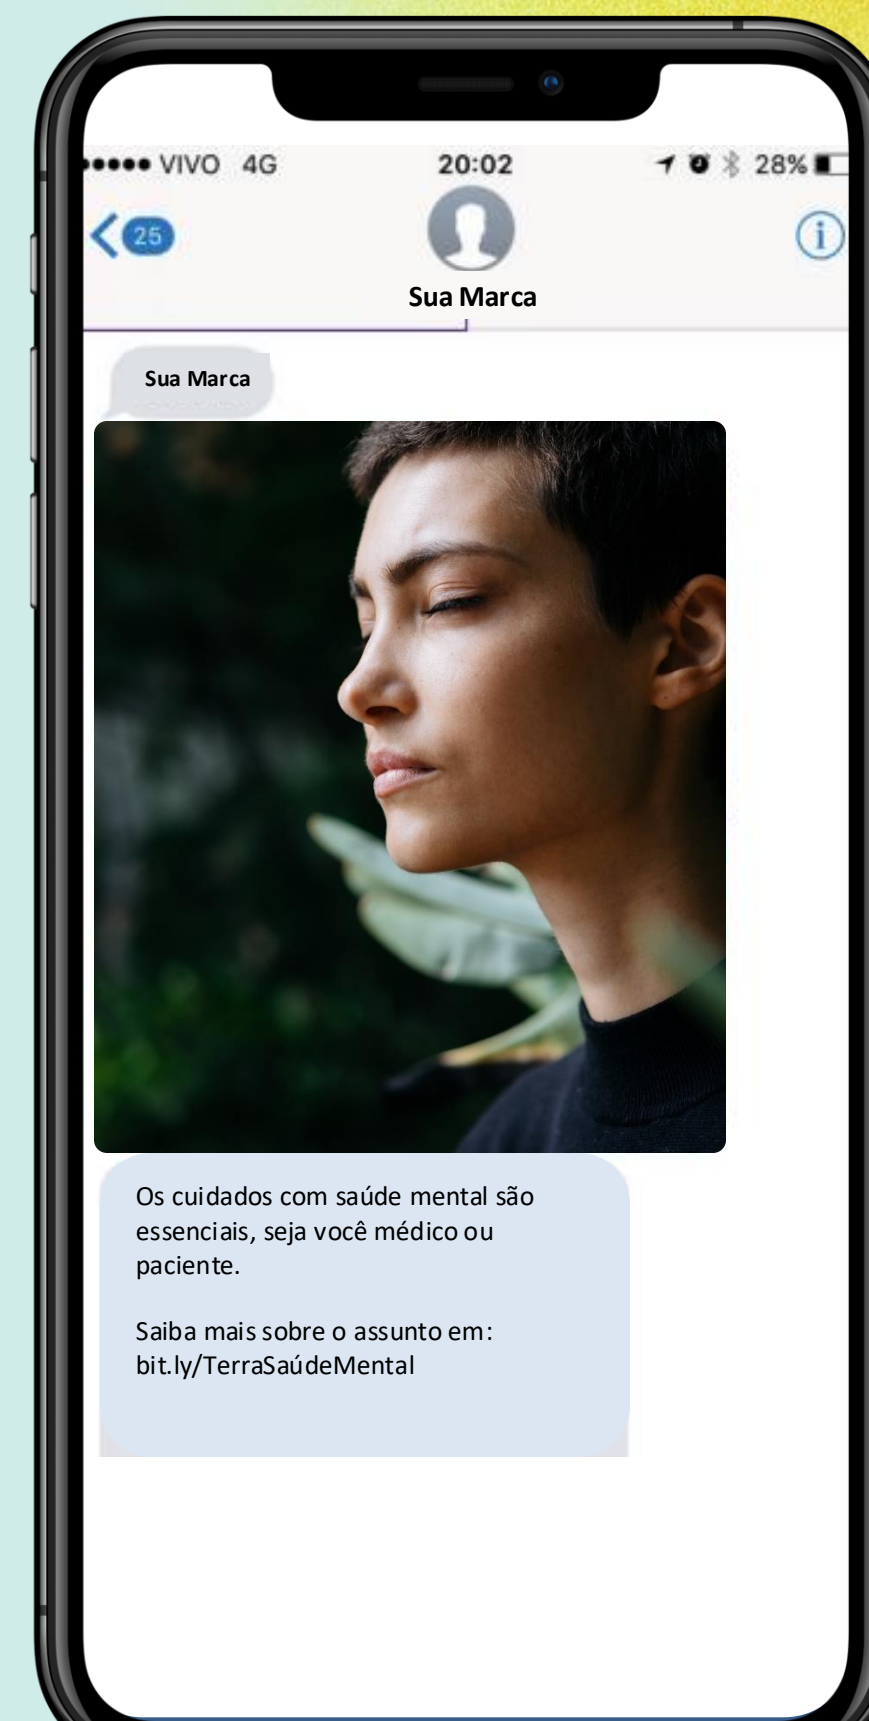 VIVO 4G 20:02 28%
25
Sua Marca
Sua Marca
Os cuidados com saúde mental são
essenciais, seja você médico ou
paciente.
Saiba mais sobre o assunto em:
bit.ly/TerraSaúdeMental